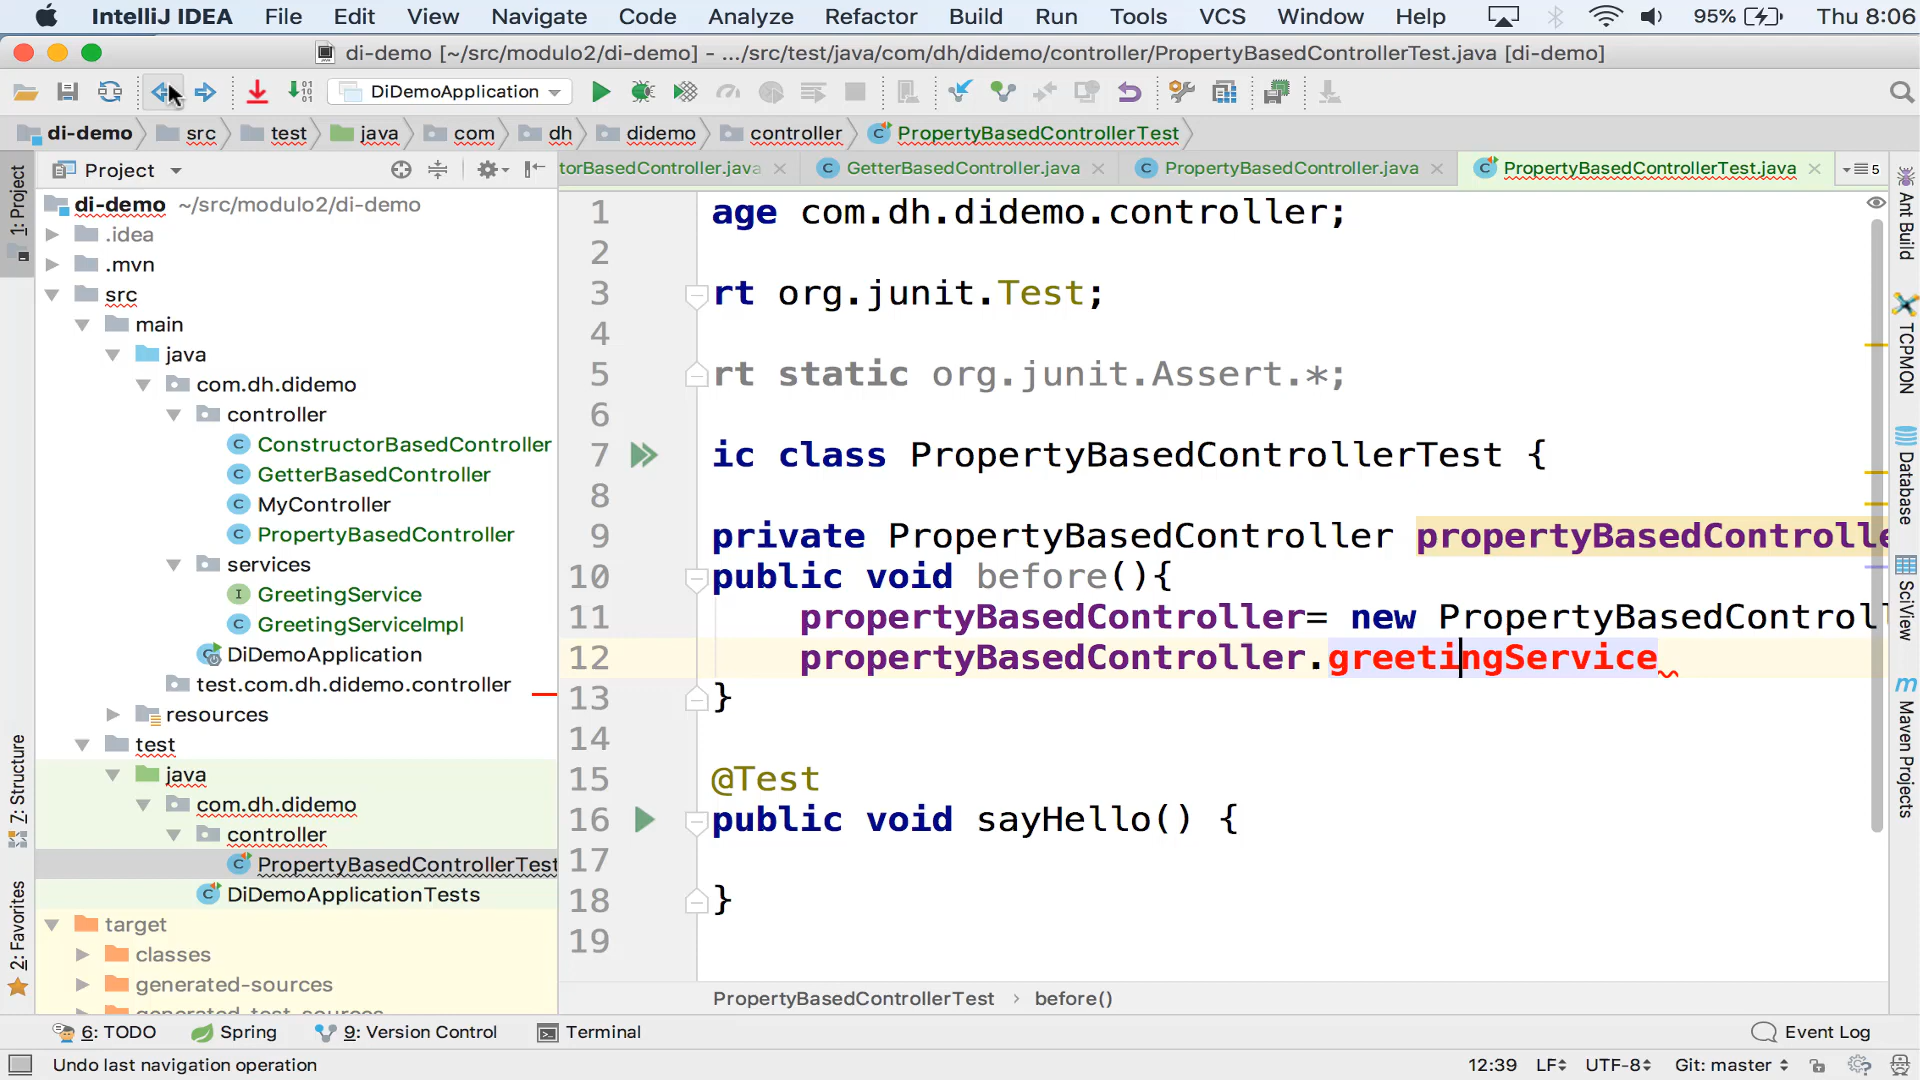 IntelliJ IDEA File Edit View Navigate Code Analyze Refactor Build Run Tools VCS Window Help 95% Thu 8:06
di-demo [~/src/modulo2/di-demo] - .../src/test/java/com/dh/didemo/controller/PropertyBasedControllerTest.java [di-demo]
DiDemoApplication
di-demo src test java com dh didemo controller PropertyBasedControllerTest
Project
torBasedController.java GetterBasedController.java PropertyBasedController.java PropertyBasedControllerTest.java 5
di-demo ~/src/modulo2/di-demo
.idea
.mvn
src
main
java
com.dh.didemo
controller
ConstructorBasedController
GetterBasedController
MyController
PropertyBasedController
services
GreetingService
GreetingServiceImpl
DiDemoApplication
test.com.dh.didemo.controller
resources
test
java
com.dh.didemo
controller
PropertyBasedControllerTest
DiDemoApplicationTests
target
classes
generated-sources
generated-test-sources
1 age com.dh.didemo.controller;
2
3 rt org.junit.Test;
4
5 rt static org.junit.Assert.*;
6
7 ic class PropertyBasedControllerTest {
8
9 private PropertyBasedController propertyBasedControlle
10 public void before(){
11 propertyBasedController= new PropertyBasedControll
12 propertyBasedController.greetingService
13 }
14
15 @Test
16 public void sayHello() {
17
18 }
19
PropertyBasedControllerTest › before()
1: Project
7: Structure
2: Favorites
Ant Build
TCPMON
Database
SciView
Maven Projects
6: TODO Spring 9: Version Control Terminal Event Log
Undo last navigation operation 12:39 LF UTF-8 Git: master